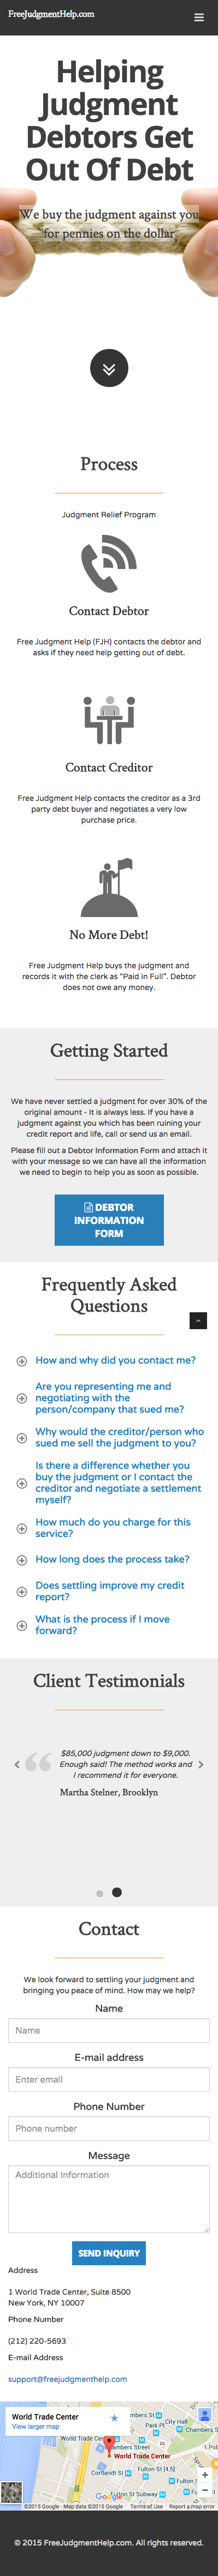 FreeJudgmentHelp.com
Helping
Judgment
Debtors Get
Out Of Debt
We buy the judgment against you
for pennies on the dollar
Process
Judgment Relief Program
Contact Debtor
Free Judgment Help (FJH) contacts the debtor and
asks if they need help getting out of debt.
Contact Creditor
Free Judgment Help contacts the creditor as a 3rd
party debt buyer and negotiates a very low
purchase price.
No More Debt!
Free Judgment Help buys the judgment and
records it with the clerk as "Paid in Full". Debtor
does not owe any money.
Getting Started
We have never settled a judgment for over 30% of the
original amount - It is always less. If you have a
judgment against you which has been ruining your
credit report and life, call or send us an email.
Please fill out a Debtor Information Form and attach it
with your message so we can have all the information
we need to begin to help you as soon as possible.
DEBTOR
INFORMATION
FORM
Frequently Asked
Questions
How and why did you contact me?
Are you representing me and
negotiating with the
person/company that sued me?
Why would the creditor/person who
sued me sell the judgment to you?
Is there a difference whether you
buy the judgment or I contact the
creditor and negotiate a settlement
myself?
How much do you charge for this
service?
How long does the process take?
Does settling improve my credit
report?
What is the process if I move
forward?
Client Testimonials
$85,000 judgment down to $9,000.
Enough said! The method works and
I recommend it for everyone.
Martha Stelner, Brooklyn
Contact
We look forward to settling your judgment and
bringing you peace of mind. How may we help?
Name
Name
E-mail address
Enter email
Phone Number
Phone number
Message
Additional Information
SEND INQUIRY
Address
1 World Trade Center, Suite 8500
New York, NY 10007
Phone Number
(212) 220-5693
E-mail Address
support@freejudgmenthelp.com
World Trade Center
View larger map
Chambers St
City Hall
Park Pl
Chambers St
World Trade Center
Cortlandt St
Fulton St Subway
Google
©2015 Google - Map data ©2015 Google
Terms of Use
Report a map error
© 2015 FreeJudgmentHelp.com. All rights reserved.